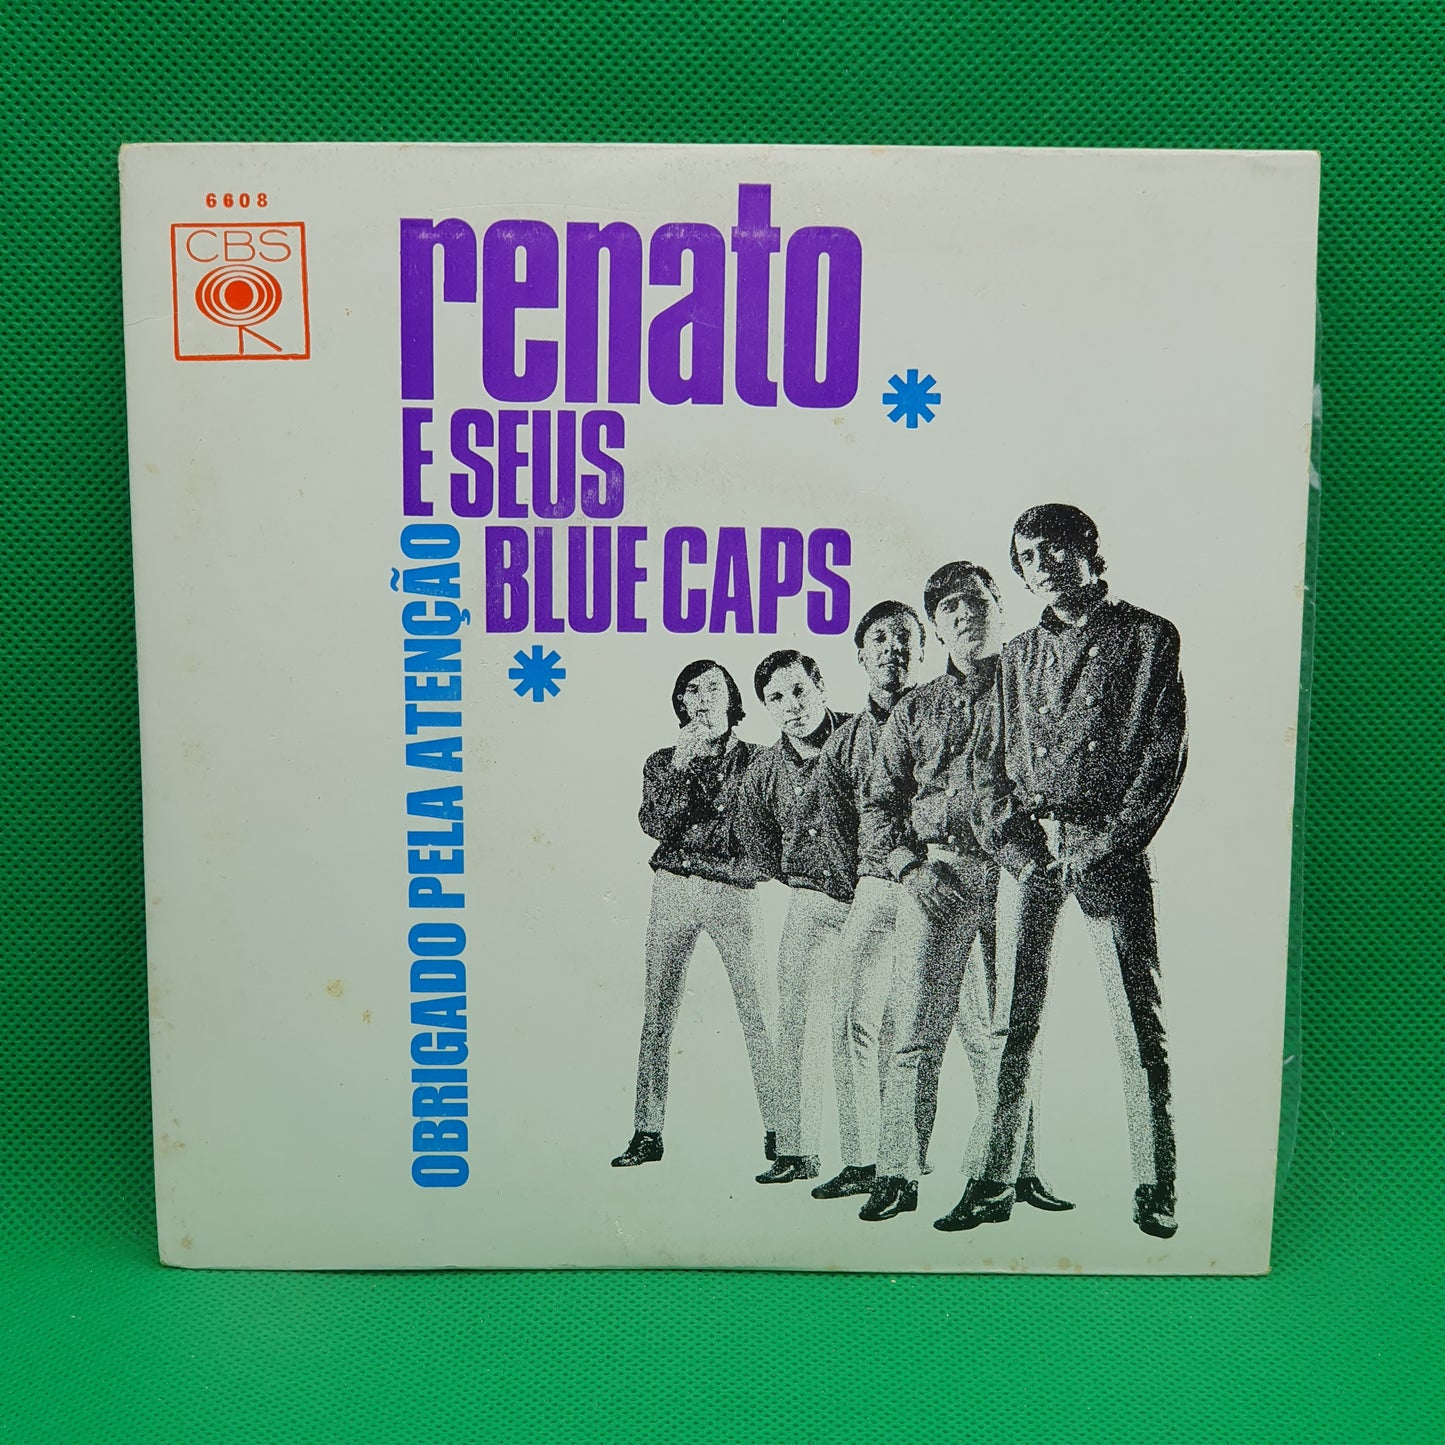 6608
CBS
renato
E SEUS
BLUE CAPS
OBRIGADO PELA ATENÇÃO